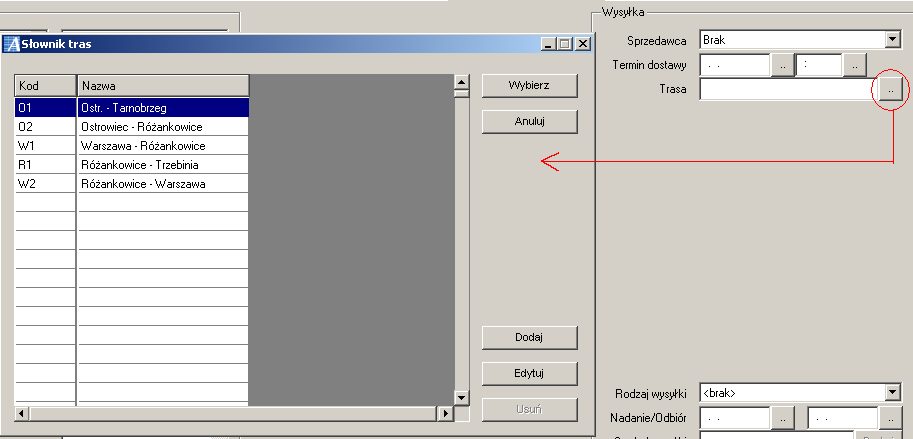 Słownik tras
Kod Nazwa
O1 Ostr. - Tarnobrzeg
O2 Ostrowiec - Różankowice
W1 Warszawa - Różankowice
R1 Różankowice - Trzebinia
W2 Różankowice - Warszawa
Wybierz
Anuluj
Dodaj
Edytuj
Usuń
Wysyłka
Sprzedawca Brak
Termin dostawy . . .. : ..
Trasa ..
Rodzaj wysyłki <brak>
Nadanie/Odbiór . . .. . . ..